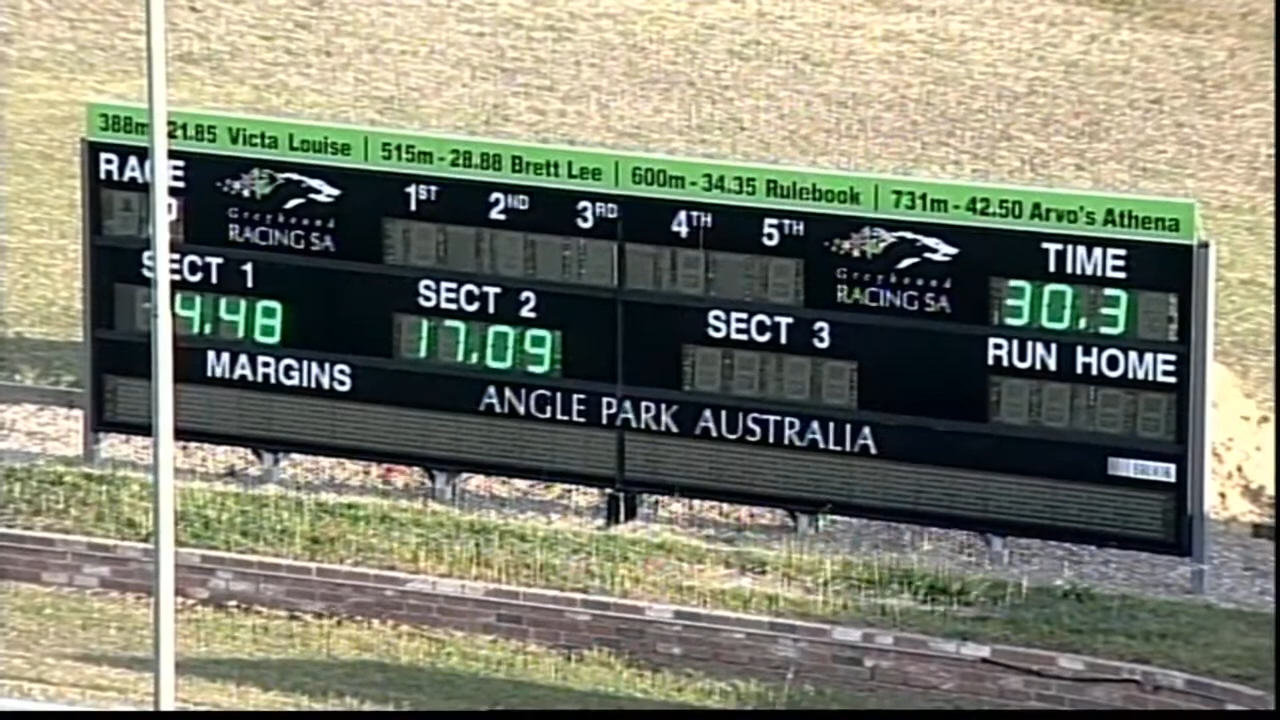 388m 21.85 Victa Louise | 515m - 28.88 Brett Lee | 600m - 34.35 Rulebook | 731m - 42.50 Arvo's Athena
RACE
Greyhound
RACING SA
1ST 2ND 3RD 4TH 5TH
Greyhound
RACING SA
TIME
30.3
SECT 1
4.48
SECT 2
17.09
SECT 3
RUN HOME
MARGINS
ANGLE PARK AUSTRALIA